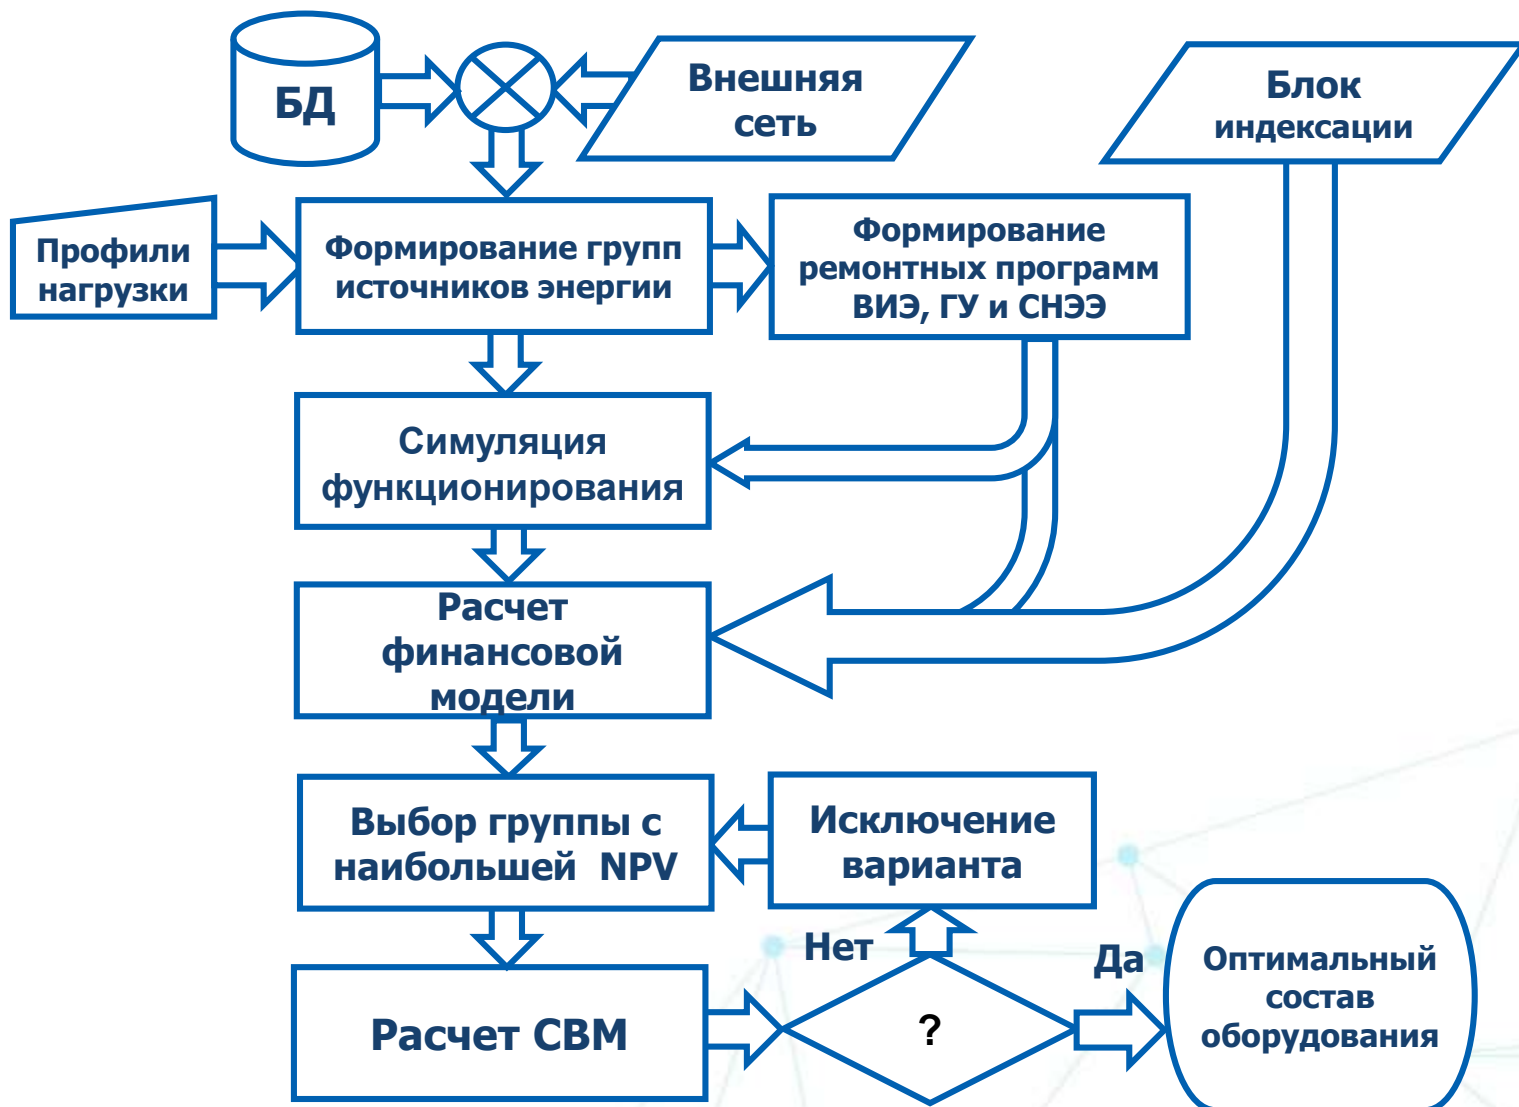 БД
Внешняя
сеть
Блок
индексации
Профили
нагрузки
Формирование групп
источников энергии
Формирование
ремонтных программ
ВИЭ, ГУ и СНЭЭ
Симуляция
функционирования
Расчет
финансовой
модели
Выбор группы с
наибольшей NPV
Исключение
варианта
Нет
Да
Расчет СВМ
?
Оптимальный
состав
оборудования